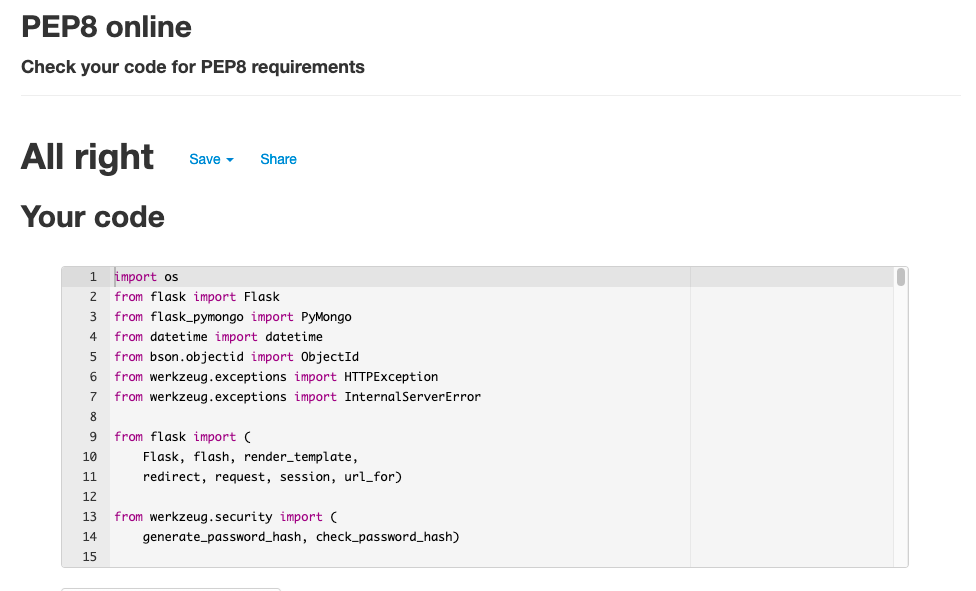 PEP8 online
Check your code for PEP8 requirements
All right Save Share
Your code
1 import os
2 from flask import Flask
3 from flask_pymongo import PyMongo
4 from datetime import datetime
5 from bson.objectid import ObjectId
6 from werkzeug.exceptions import HTTPException
7 from werkzeug.exceptions import InternalServerError
8
9 from flask import (
10     Flask, flash, render_template,
11     redirect, request, session, url_for)
12
13 from werkzeug.security import (
14     generate_password_hash, check_password_hash)
15